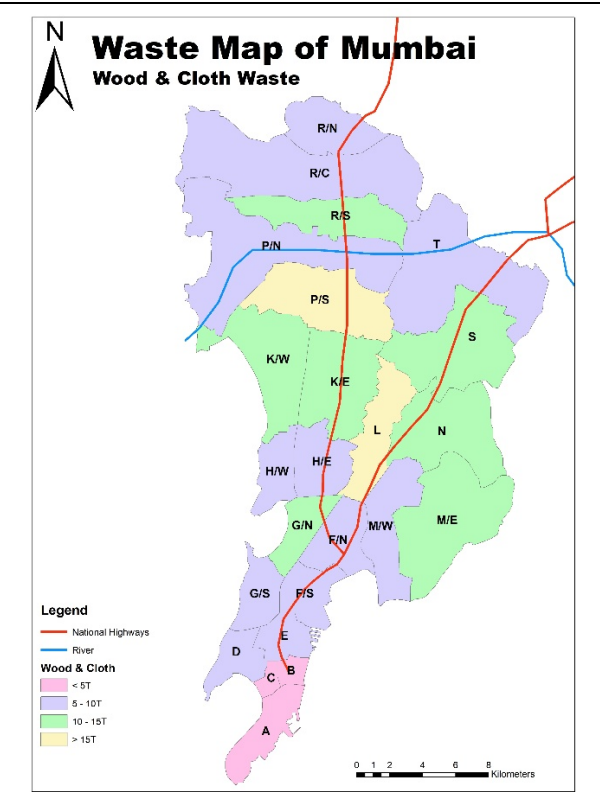 N
Waste Map of Mumbai
Wood & Cloth Waste
R/N
R/C
R/S
P/N
T
P/S
S
K/W
K/E
L
N
H/W
H/E
G/N
F/N
M/W
M/E
G/S
F/S
E
D
B
C
A
Legend
National Highways
River
Wood & Cloth
< 5T
5 - 10T
10 - 15T
> 15T
0 1 2 4 6 8
Kilometers